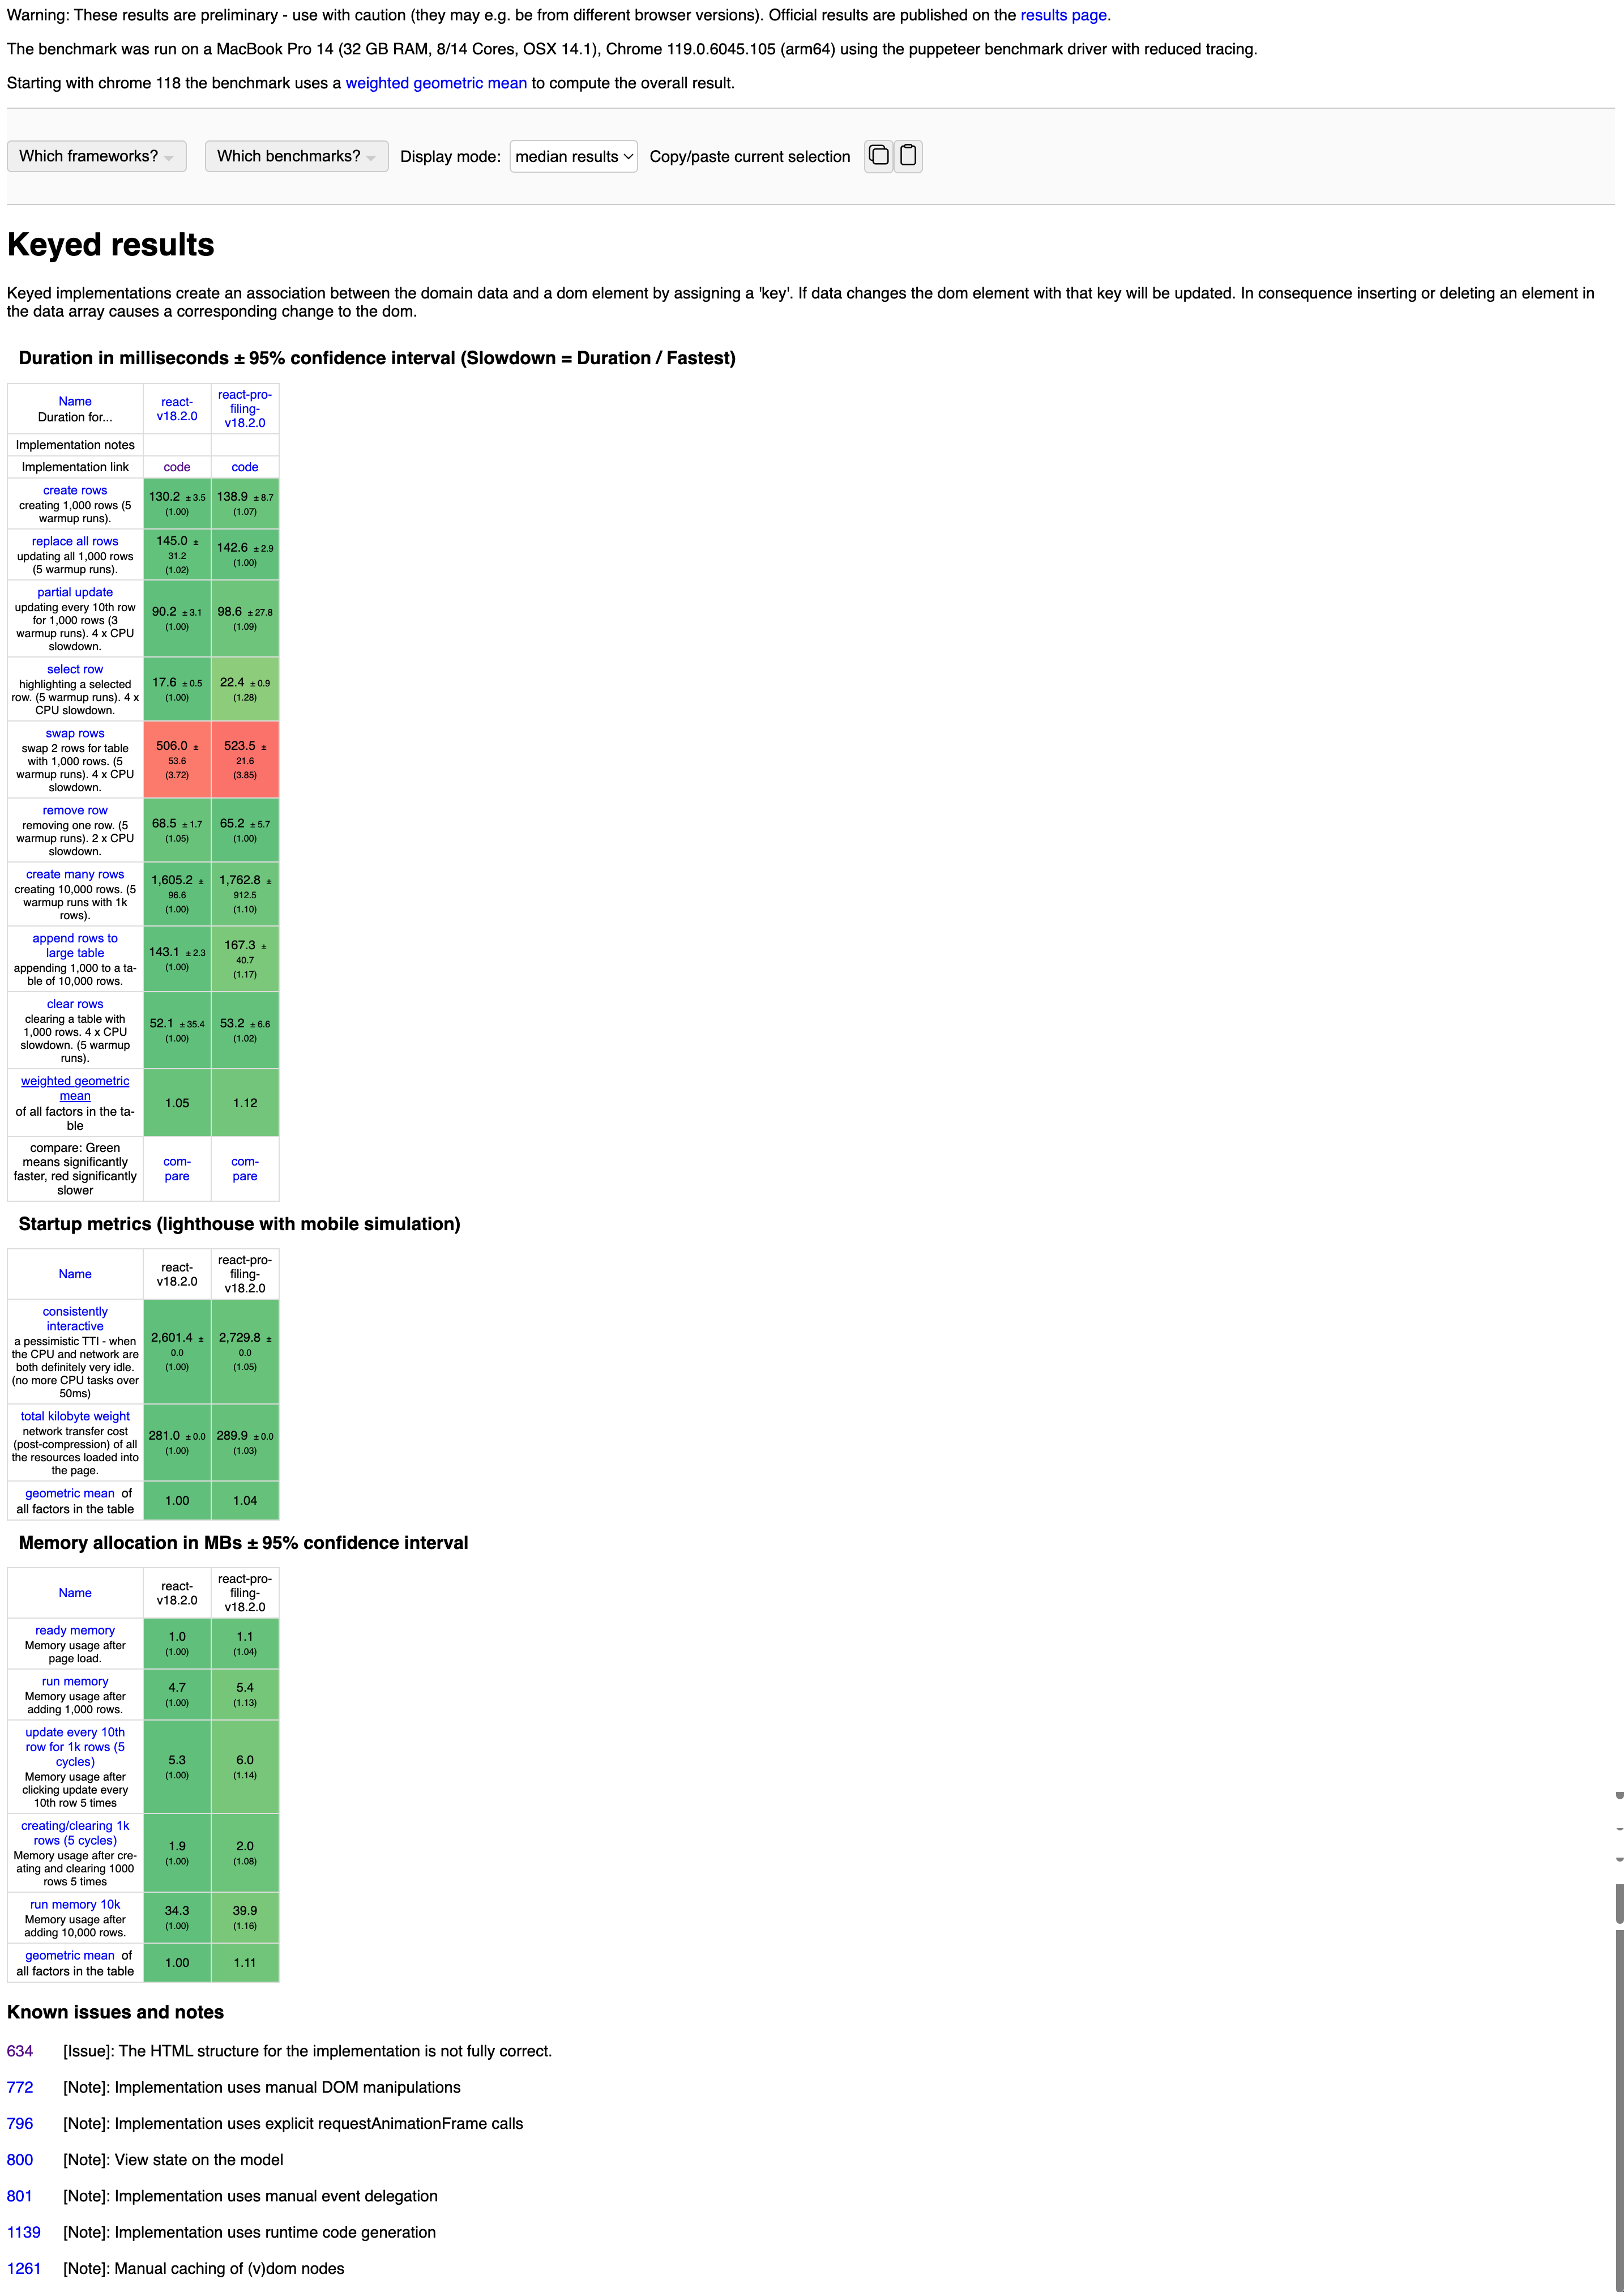 Warning: These results are preliminary - use with caution (they may e.g. be from different browser versions). Official results are published on the results page.
The benchmark was run on a MacBook Pro 14 (32 GB RAM, 8/14 Cores, OSX 14.1), Chrome 119.0.6045.105 (arm64) using the puppeteer benchmark driver with reduced tracing.
Starting with chrome 118 the benchmark uses a weighted geometric mean to compute the overall result.
Which frameworks? Which benchmarks? Display mode: median results Copy/paste current selection
Keyed results
Keyed implementations create an association between the domain data and a dom element by assigning a 'key'. If data changes the dom element with that key will be updated. In consequence inserting or deleting an element in
the data array causes a corresponding change to the dom.
Duration in milliseconds ± 95% confidence interval (Slowdown = Duration / Fastest)
Name
Duration for...
react-
v18.2.0
react-pro-
filing-
v18.2.0
Implementation notes
Implementation link code code
create rows
creating 1,000 rows (5
warmup runs).
130.2 ±3.5
(1.00)
138.9 ±8.7
(1.07)
replace all rows
updating all 1,000 rows
(5 warmup runs).
145.0 ±
31.2
(1.02)
142.6 ±2.9
(1.00)
partial update
updating every 10th row
for 1,000 rows (3
warmup runs). 4 x CPU
slowdown.
90.2 ±3.1
(1.00)
98.6 ±27.8
(1.09)
select row
highlighting a selected
row. (5 warmup runs). 4 x
CPU slowdown.
17.6 ±0.5
(1.00)
22.4 ±0.9
(1.28)
swap rows
swap 2 rows for table
with 1,000 rows. (5
warmup runs). 4 x CPU
slowdown.
506.0 ±
53.6
(3.72)
523.5 ±
21.6
(3.85)
remove row
removing one row. (5
warmup runs). 2 x CPU
slowdown.
68.5 ±1.7
(1.05)
65.2 ±5.7
(1.00)
create many rows
creating 10,000 rows. (5
warmup runs with 1k
rows).
1,605.2 ±
96.6
(1.00)
1,762.8 ±
912.5
(1.10)
append rows to
large table
appending 1,000 to a ta-
ble of 10,000 rows.
143.1 ±2.3
(1.00)
167.3 ±
40.7
(1.17)
clear rows
clearing a table with
1,000 rows. 4 x CPU
slowdown. (5 warmup
runs).
52.1 ±35.4
(1.00)
53.2 ±6.6
(1.02)
weighted geometric
mean
of all factors in the ta-
ble
1.05
1.12
compare: Green
means significantly
faster, red significantly
slower
com-
pare
com-
pare
Startup metrics (lighthouse with mobile simulation)
Name
react-
v18.2.0
react-pro-
filing-
v18.2.0
consistently
interactive
a pessimistic TTI - when
the CPU and network are
both definitely very idle.
(no more CPU tasks over
50ms)
2,601.4 ±
0.0
(1.00)
2,729.8 ±
0.0
(1.05)
total kilobyte weight
network transfer cost
(post-compression) of all
the resources loaded into
the page.
281.0 ±0.0
(1.00)
289.9 ±0.0
(1.03)
geometric mean of
all factors in the table
1.00
1.04
Memory allocation in MBs ± 95% confidence interval
Name
react-
v18.2.0
react-pro-
filing-
v18.2.0
ready memory
Memory usage after
page load.
1.0
(1.00)
1.1
(1.04)
run memory
Memory usage after
adding 1,000 rows.
4.7
(1.00)
5.4
(1.13)
update every 10th
row for 1k rows (5
cycles)
Memory usage after
clicking update every
10th row 5 times
5.3
(1.00)
6.0
(1.14)
creating/clearing 1k
rows (5 cycles)
Memory usage after cre-
ating and clearing 1000
rows 5 times
1.9
(1.00)
2.0
(1.08)
run memory 10k
Memory usage after
adding 10,000 rows.
34.3
(1.00)
39.9
(1.16)
geometric mean of
all factors in the table
1.00
1.11
Known issues and notes
634 [Issue]: The HTML structure for the implementation is not fully correct.
772 [Note]: Implementation uses manual DOM manipulations
796 [Note]: Implementation uses explicit requestAnimationFrame calls
800 [Note]: View state on the model
801 [Note]: Implementation uses manual event delegation
1139 [Note]: Implementation uses runtime code generation
1261 [Note]: Manual caching of (v)dom nodes